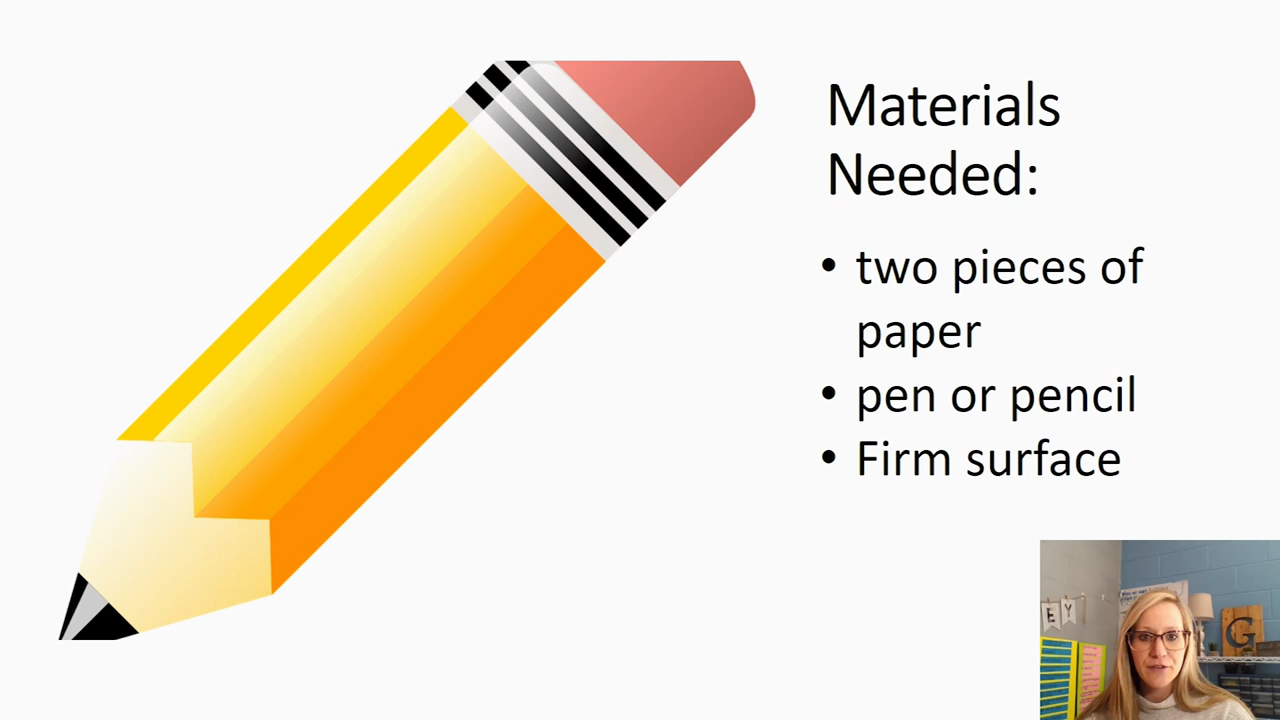 Materials
Needed:
• two pieces of
paper
• pen or pencil
• Firm surface
E Y
G